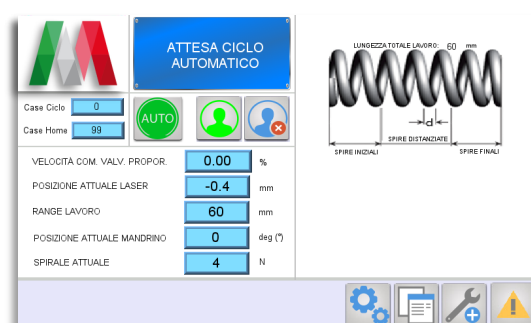 ATTESA CICLO
AUTOMATICO
LUNGEZZA TOTALE LAVORO: 60 mm
Case Ciclo 0
Case Home 99
AUTO
d
SPIRE DISTANZIATE
SPIRE INIZIALI
SPIRE FINALI
VELOCITÀ COM. VALV. PROPOR. 0.00 %
POSIZIONE ATTUALE LASER -0.4 mm
RANGE LAVORO 60 mm
POSIZIONE ATTUALE MANDRINO 0 deg (°)
SPIRALE ATTUALE 4 N